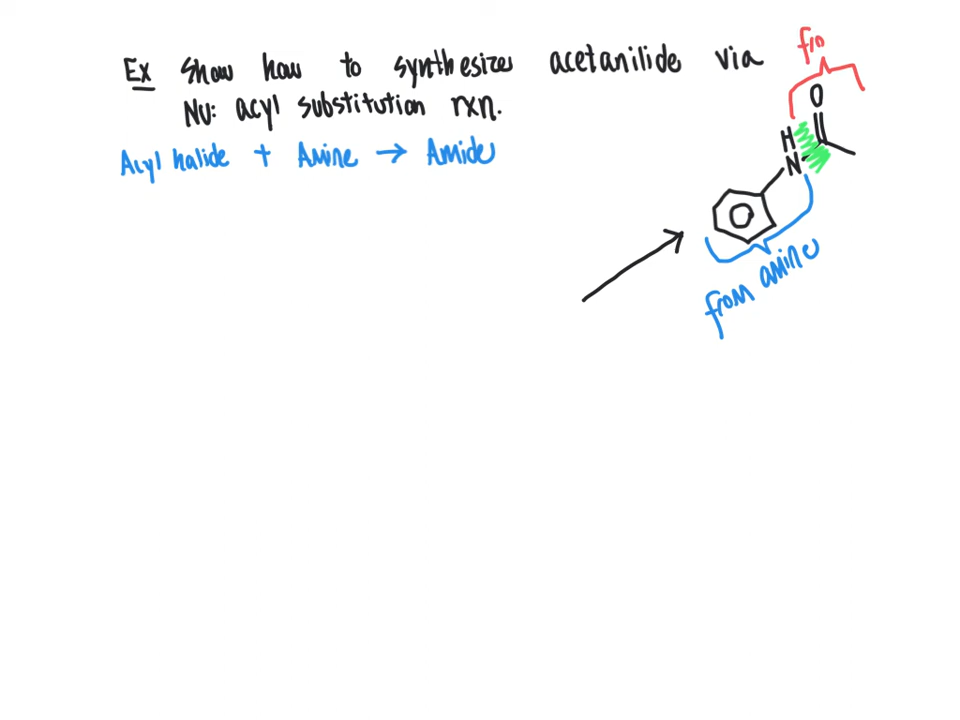 Ex Show how to synthesize acetanilide via
Nu: acyl substitution rxn.
Acyl halide + Amine → Amide
O
H
N
from amine